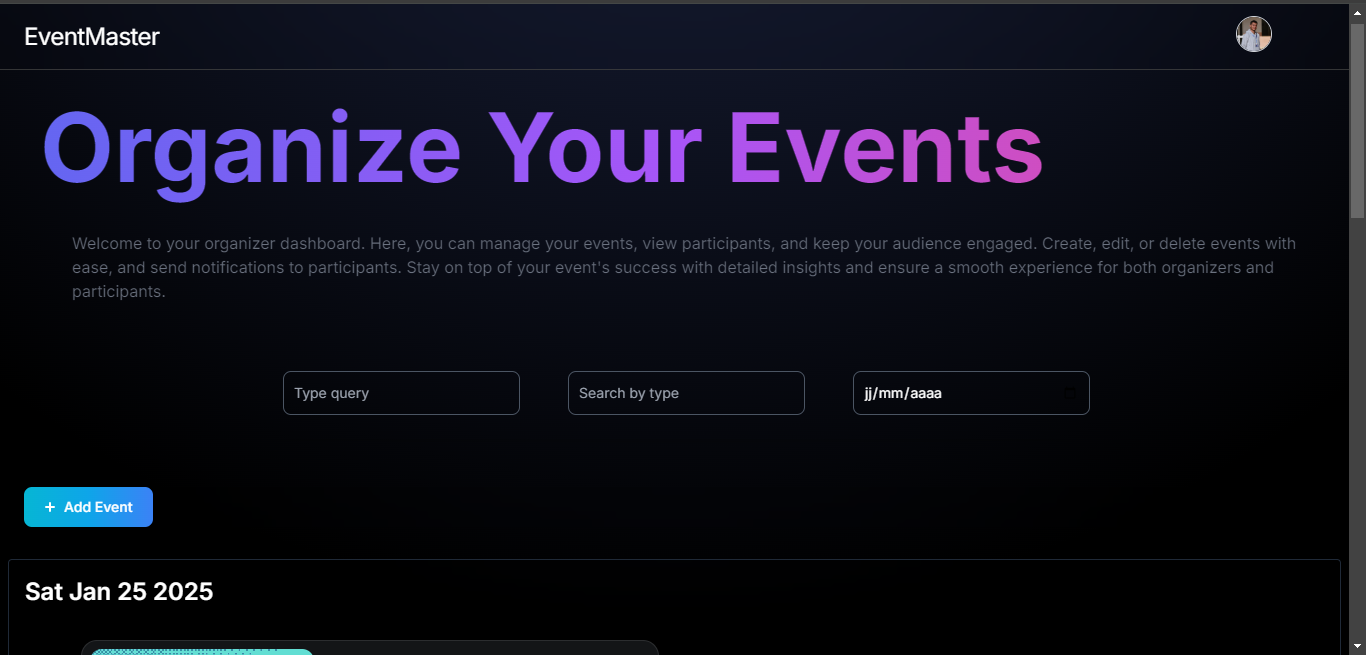 EventMaster
Organize Your Events
Welcome to your organizer dashboard. Here, you can manage your events, view participants, and keep your audience engaged. Create, edit, or delete events with
ease, and send notifications to participants. Stay on top of your event's success with detailed insights and ensure a smooth experience for both organizers and
participants.
Type query
Search by type
jj/mm/aaaa
+ Add Event
Sat Jan 25 2025